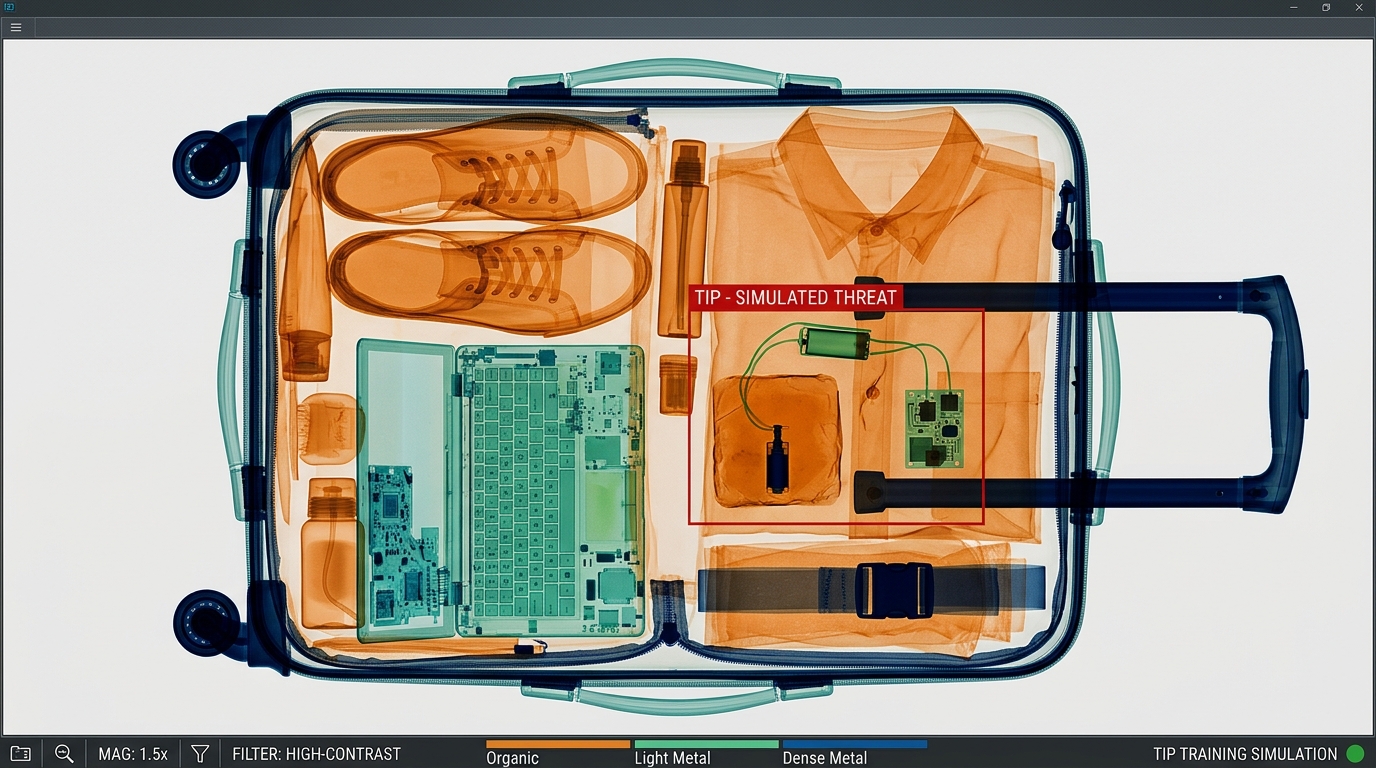 TIP - SIMULATED THREAT
MAG: 1.5x
FILTER: HIGH-CONTRAST
Organic
Light Metal
Dense Metal
TIP TRAINING SIMULATION